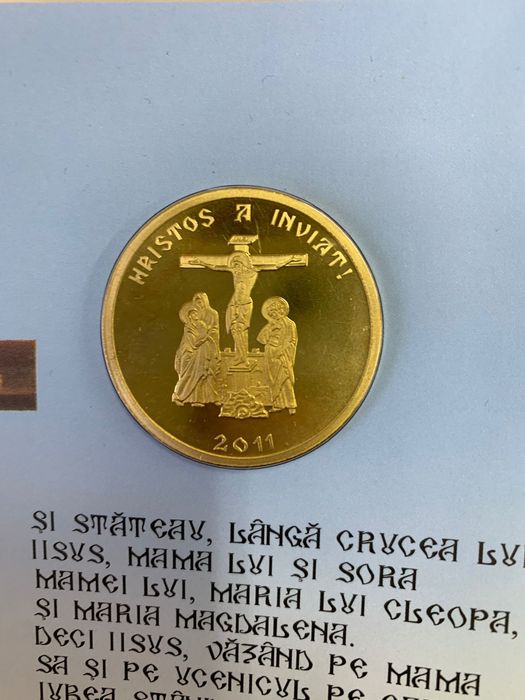 HRISTOS A INVIAT!
2011
ȘI STĂTEAU, LÂNGĂ CRUCEA
IISUS, MAMA LUI ȘI SORA
MAMEI LUI, MARIA LUI CLEOPA,
ȘI MARIA MAGDALENA.
DECI IISUS, VĂZÂND PE MAMA
SA ȘI PE UCENICUL PE
IUBEA